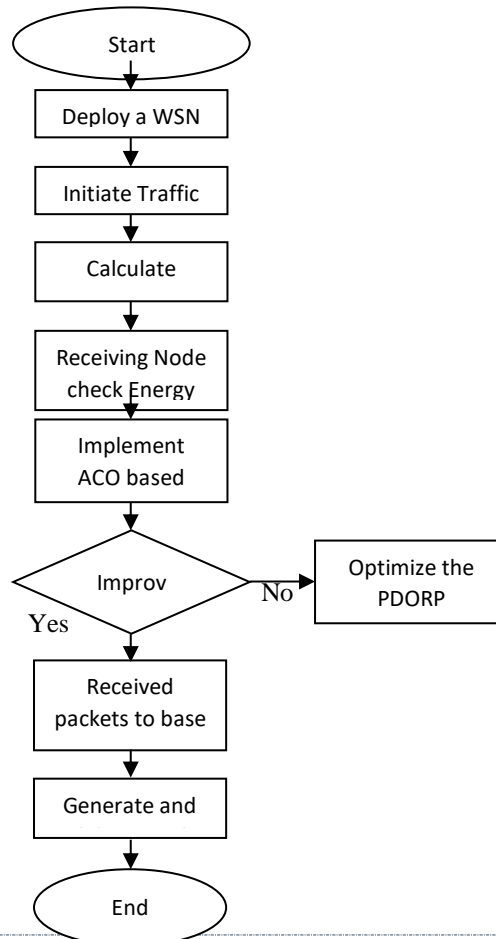 Start
Deploy a WSN
Initiate Traffic
Calculate
Receiving Node
check Energy
Implement
ACO based
Improv
No
Optimize the
PDORP
Yes
Received
packets to base
Generate and
End